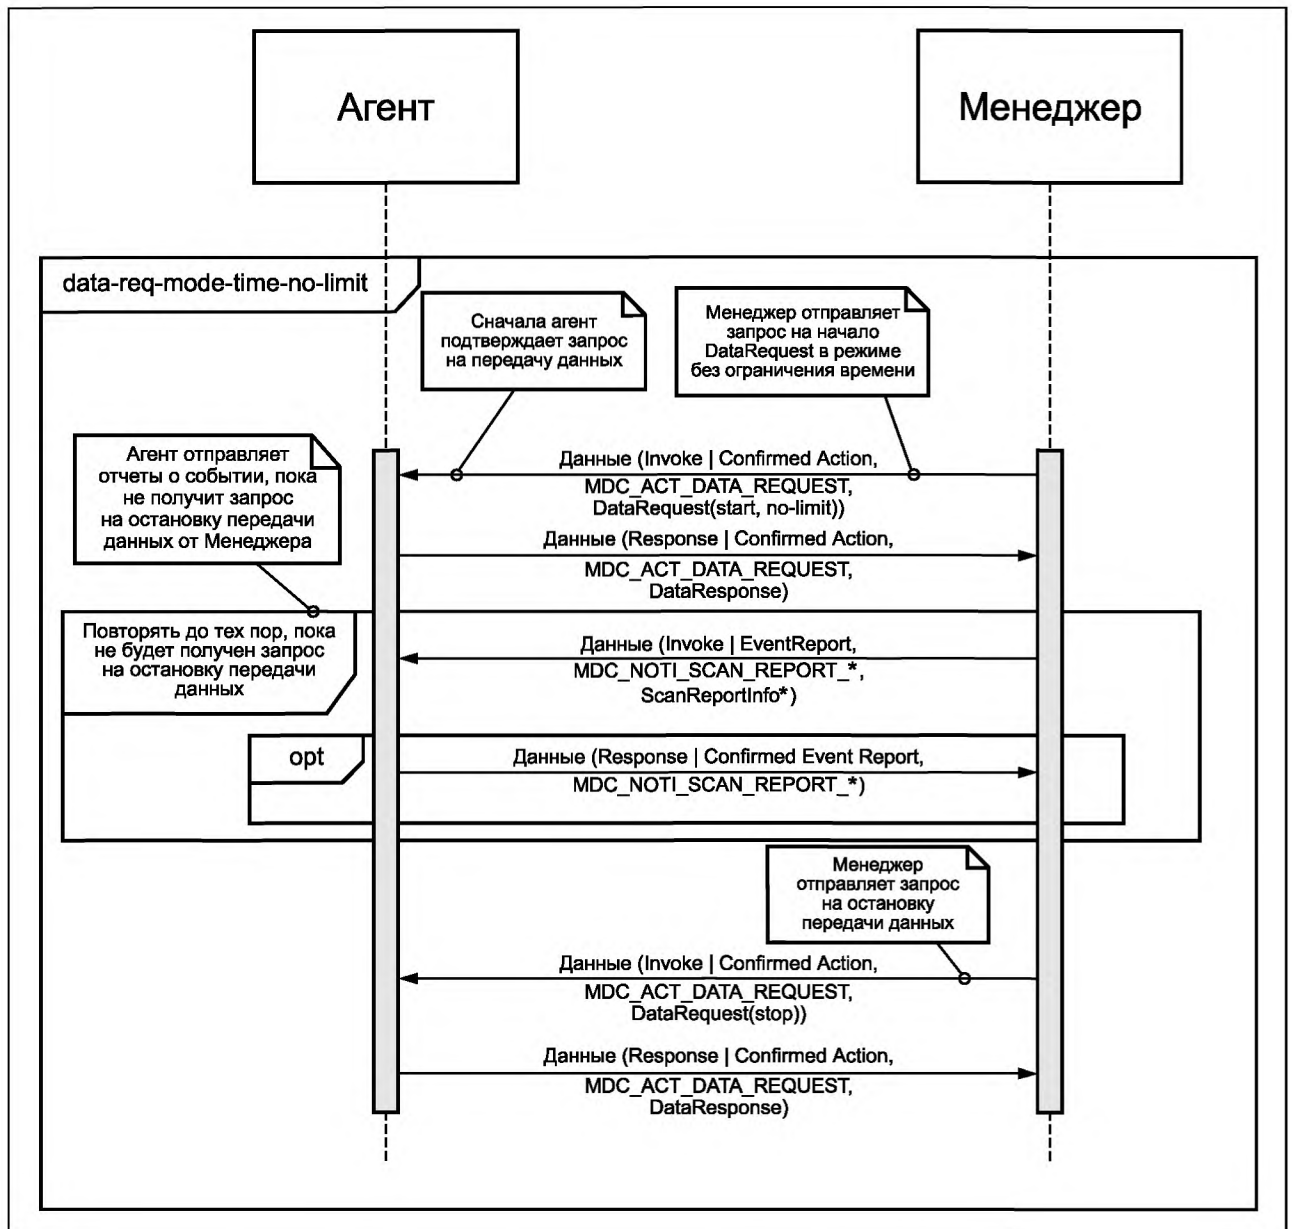 Агент
Менеджер
data-req-mode-time-no-limit
Сначала агент
подтверждает запрос
на передачу данных
Менеджер отправляет
запрос на начало
DataRequest в режиме
без ограничения времени
Агент отправляет
отчеты о событии, пока
не получит запрос
на остановку передачи
данных от Менеджера
Данные (Invoke | Confirmed Action,
MDC_ACT_DATA_REQUEST,
DataRequest(start, no-limit))
Данные (Response | Confirmed Action,
MDC_ACT_DATA_REQUEST,
DataResponse)
Повторять до тех пор, пока
не будет получен запрос
на остановку передачи
данных
Данные (Invoke | EventReport,
MDC_NOTI_SCAN_REPORT_*,
ScanReportInfo*)
opt
Данные (Response | Confirmed Event Report,
MDC_NOTI_SCAN_REPORT_*)
Менеджер
отправляет запрос
на остановку
передачи данных
Данные (Invoke | Confirmed Action,
MDC_ACT_DATA_REQUEST,
DataRequest(stop))
Данные (Response | Confirmed Action,
MDC_ACT_DATA_REQUEST,
DataResponse)